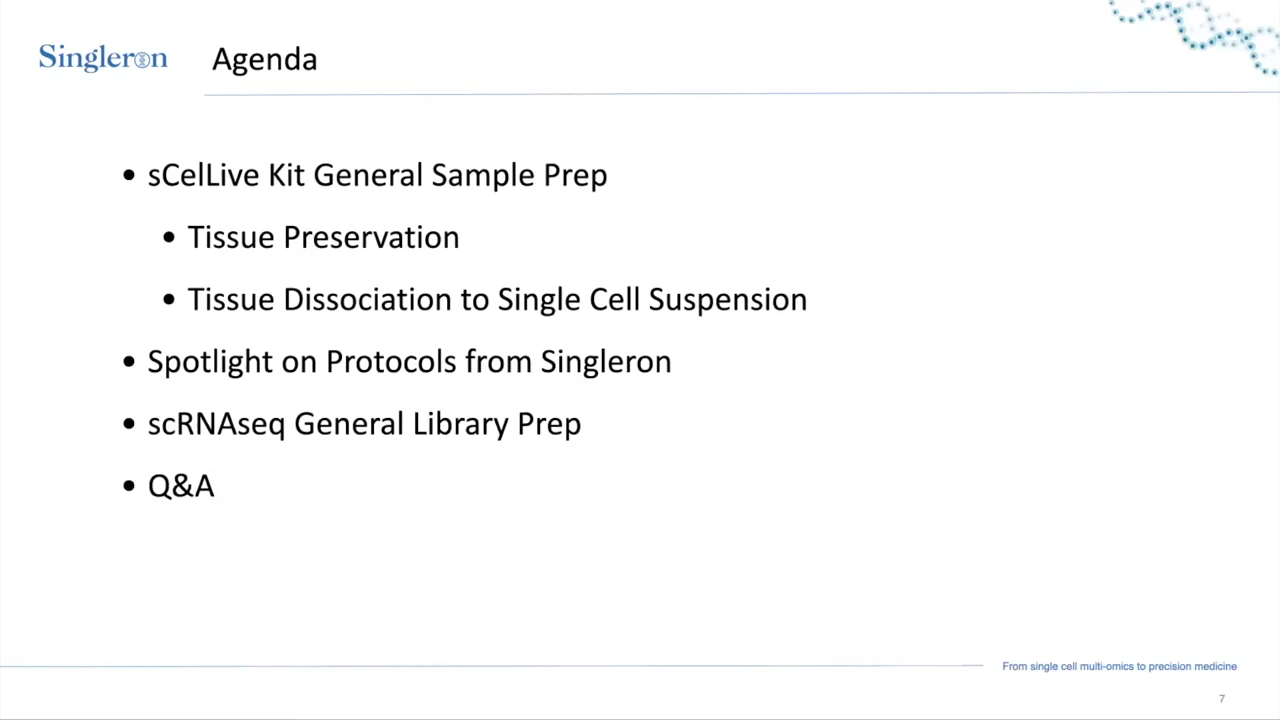 Singleron
Agenda
• sCelLive Kit General Sample Prep
• Tissue Preservation
• Tissue Dissociation to Single Cell Suspension
• Spotlight on Protocols from Singleron
• scRNAseq General Library Prep
• Q&A
From single cell multi-omics to precision medicine
7